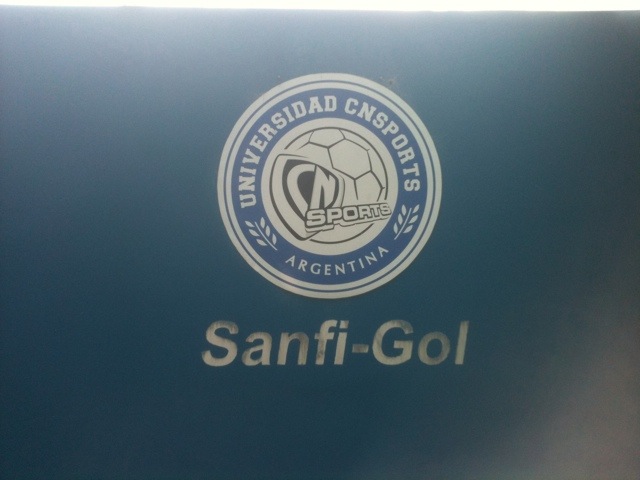 UNIVERSIDAD CNSPORTS
CN
SPORTS
ARGENTINA
Sanfi-Gol